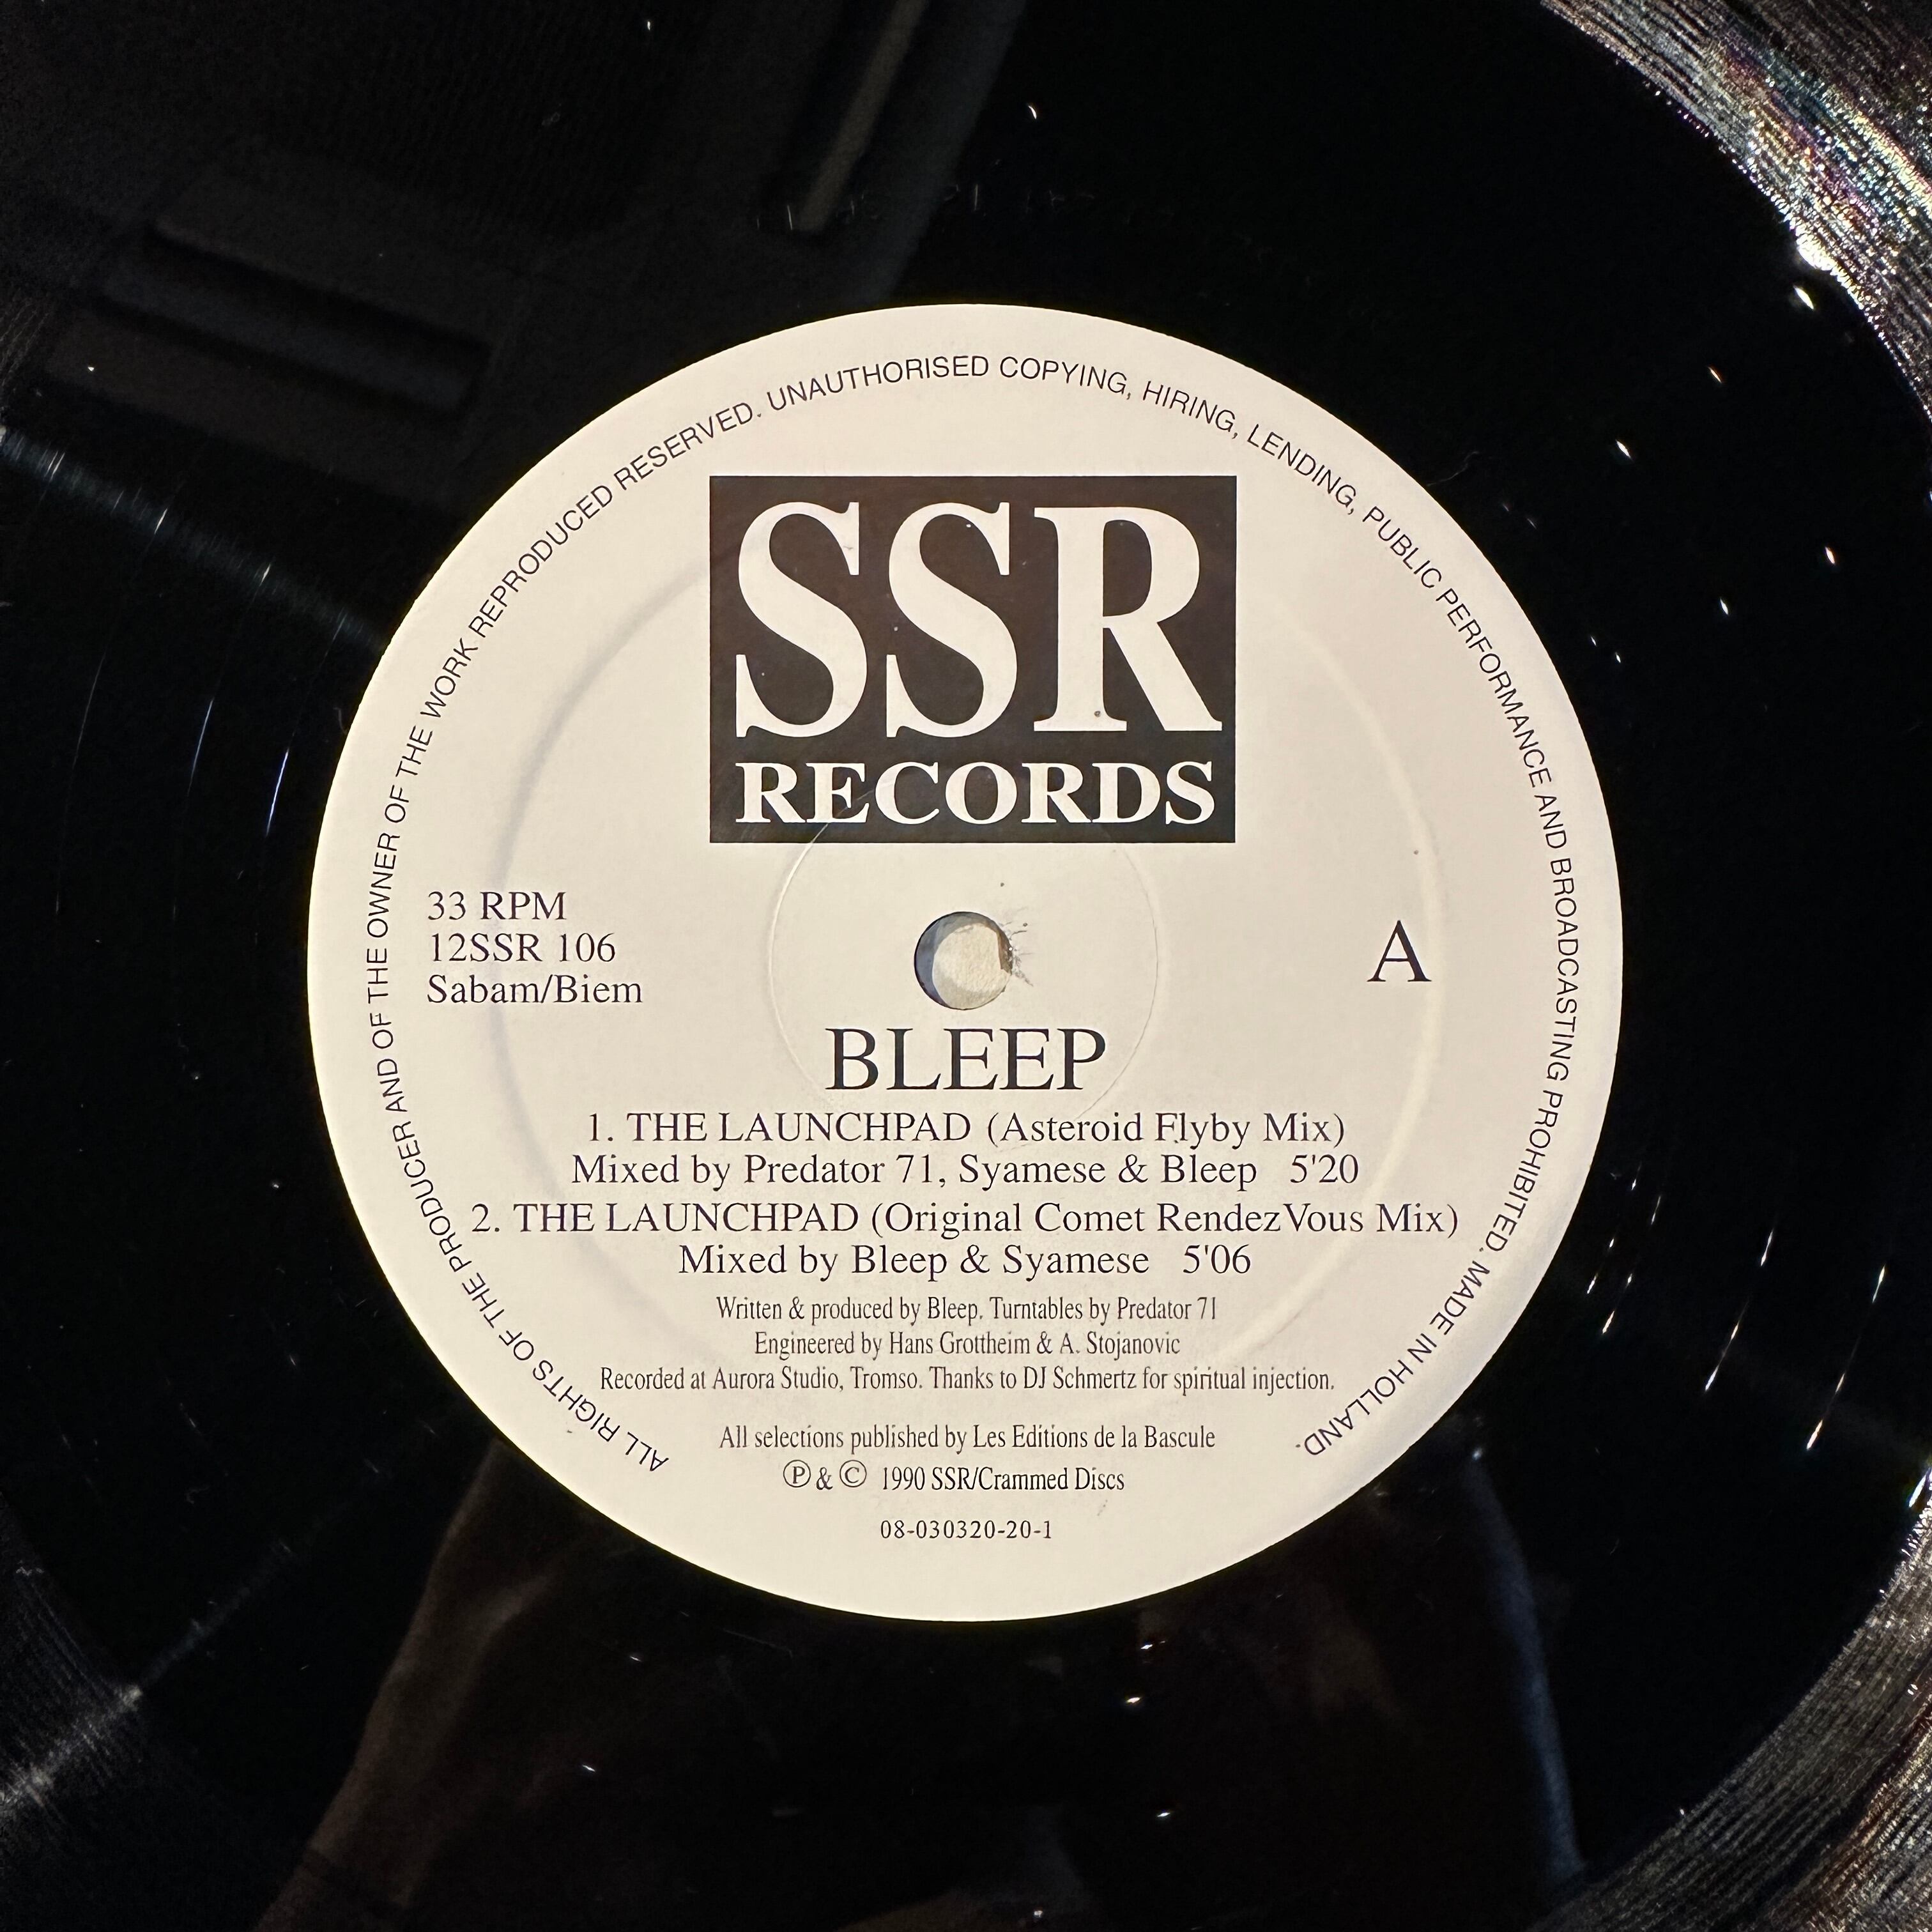 SSR
RECORDS
33 RPM
12SSR 106
Sabam/Biem
A
BLEEP
1. THE LAUNCHPAD (Asteroid Flyby Mix)
Mixed by Predator 71, Syamese & Bleep 5'20
2. THE LAUNCHPAD (Original Comet RendezVous Mix)
Mixed by Bleep & Syamese 5'06
Written & produced by Bleep. Turntables by Predator 71
Engineered by Hans Grottheim & A. Stojanovic
Recorded at Aurora Studio, Tromso. Thanks to DJ Schmertz for spiritual injection.
All selections published by Les Editions de la Bascule
Ⓟ & © 1990 SSR/Crammed Discs
08-030320-20-1
ALL RIGHTS OF THE PRODUCER AND OF THE OWNER OF THE WORK REPRODUCED RESERVED. UNAUTHORISED COPYING, HIRING, LENDING, PUBLIC PERFORMANCE AND BROADCASTING PROHIBITED. MADE IN HOLLAND.